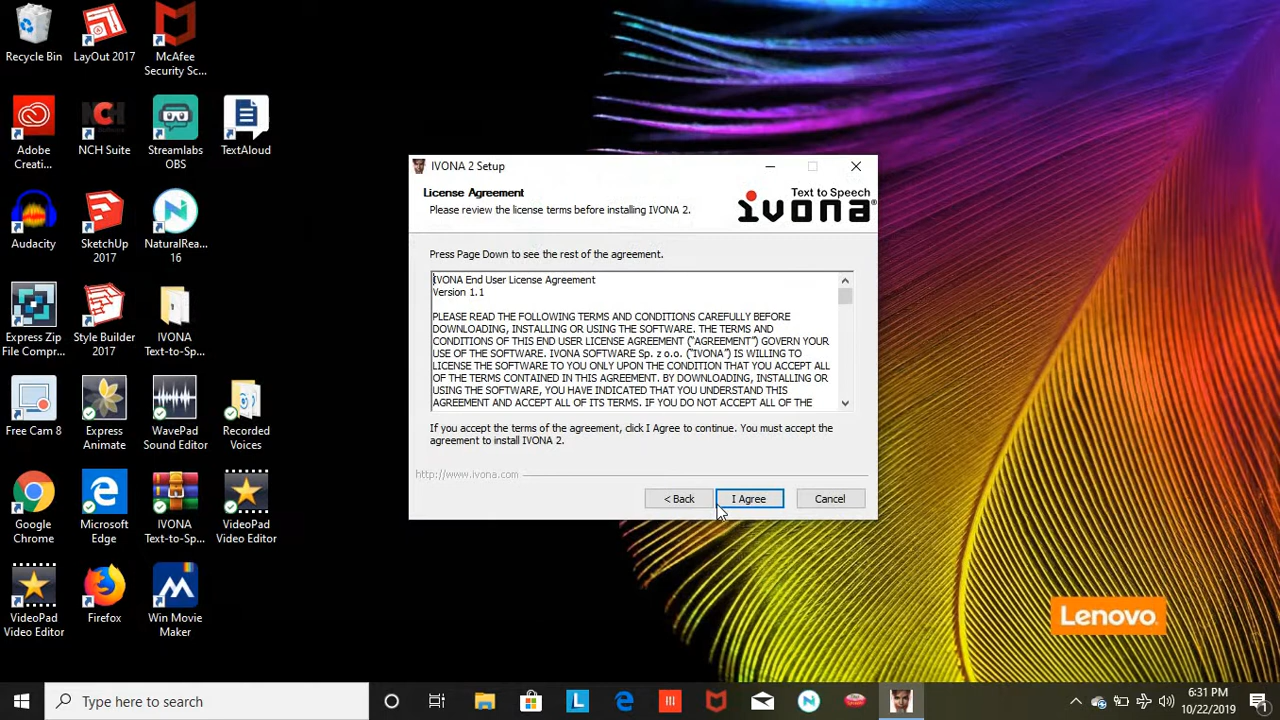 Recycle Bin
LayOut 2017
McAfee
Security Sc...
Adobe
Creati...
NCH Suite
Streamlabs
OBS
TextAloud
Audacity
SketchUp
2017
NaturalRea...
16
Express Zip
File Compr...
Style Builder
2017
IVONA
Text-to-Sp...
Free Cam 8
Express
Animate
WavePad
Sound Editor
Recorded
Voices
Google
Chrome
Microsoft
Edge
IVONA
Text-to-Sp...
VideoPad
Video Editor
VideoPad
Video Editor
Firefox
Win Movie
Maker
IVONA 2 Setup
License Agreement
Please review the license terms before installing IVONA 2.
Text to Speech
ivona®
Press Page Down to see the rest of the agreement.
IVONA End User License Agreement
Version 1.1
PLEASE READ THE FOLLOWING TERMS AND CONDITIONS CAREFULLY BEFORE
DOWNLOADING, INSTALLING OR USING THE SOFTWARE. THE TERMS AND
CONDITIONS OF THIS END USER LICENSE AGREEMENT ("AGREEMENT") GOVERN YOUR
USE OF THE SOFTWARE. IVONA SOFTWARE Sp. z o.o. ("IVONA") IS WILLING TO
LICENSE THE SOFTWARE TO YOU ONLY UPON THE CONDITION THAT YOU ACCEPT ALL
OF THE TERMS CONTAINED IN THIS AGREEMENT. BY DOWNLOADING, INSTALLING OR
USING THE SOFTWARE, YOU HAVE INDICATED THAT YOU UNDERSTAND THIS
AGREEMENT AND ACCEPT ALL OF ITS TERMS. IF YOU DO NOT ACCEPT ALL OF THE
If you accept the terms of the agreement, click I Agree to continue. You must accept the
agreement to install IVONA 2.
http://www.ivona.com
< Back
I Agree
Cancel
Lenovo
Type here to search
6:31 PM
10/22/2019